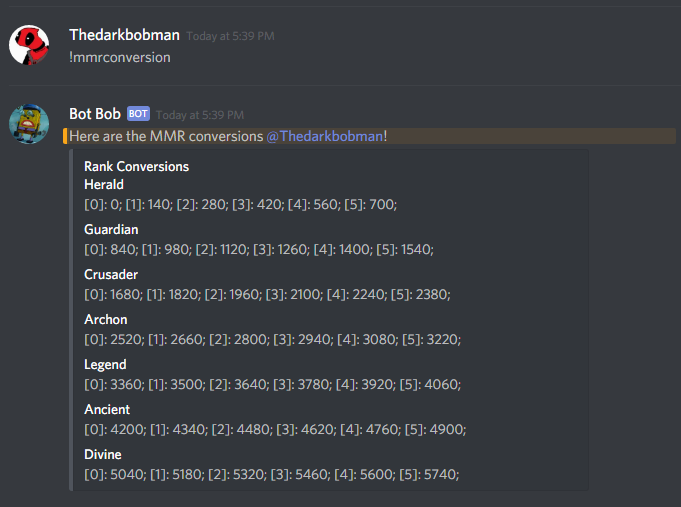 Thedarkbobman Today at 5:39 PM
!mmrconversion
Bot Bob BOT Today at 5:39 PM
Here are the MMR conversions @Thedarkbobman!
Rank Conversions
Herald
[0]: 0; [1]: 140; [2]: 280; [3]: 420; [4]: 560; [5]: 700;
Guardian
[0]: 840; [1]: 980; [2]: 1120; [3]: 1260; [4]: 1400; [5]: 1540;
Crusader
[0]: 1680; [1]: 1820; [2]: 1960; [3]: 2100; [4]: 2240; [5]: 2380;
Archon
[0]: 2520; [1]: 2660; [2]: 2800; [3]: 2940; [4]: 3080; [5]: 3220;
Legend
[0]: 3360; [1]: 3500; [2]: 3640; [3]: 3780; [4]: 3920; [5]: 4060;
Ancient
[0]: 4200; [1]: 4340; [2]: 4480; [3]: 4620; [4]: 4760; [5]: 4900;
Divine
[0]: 5040; [1]: 5180; [2]: 5320; [3]: 5460; [4]: 5600; [5]: 5740;